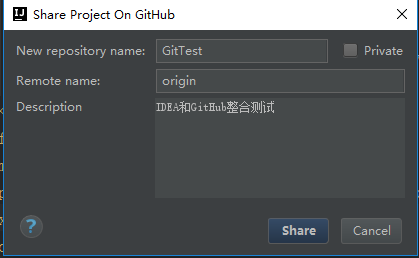 Share Project On GitHub
New repository name: GitTest Private
Remote name: origin
Description IDEA和GitHub整合测试
? Share Cancel